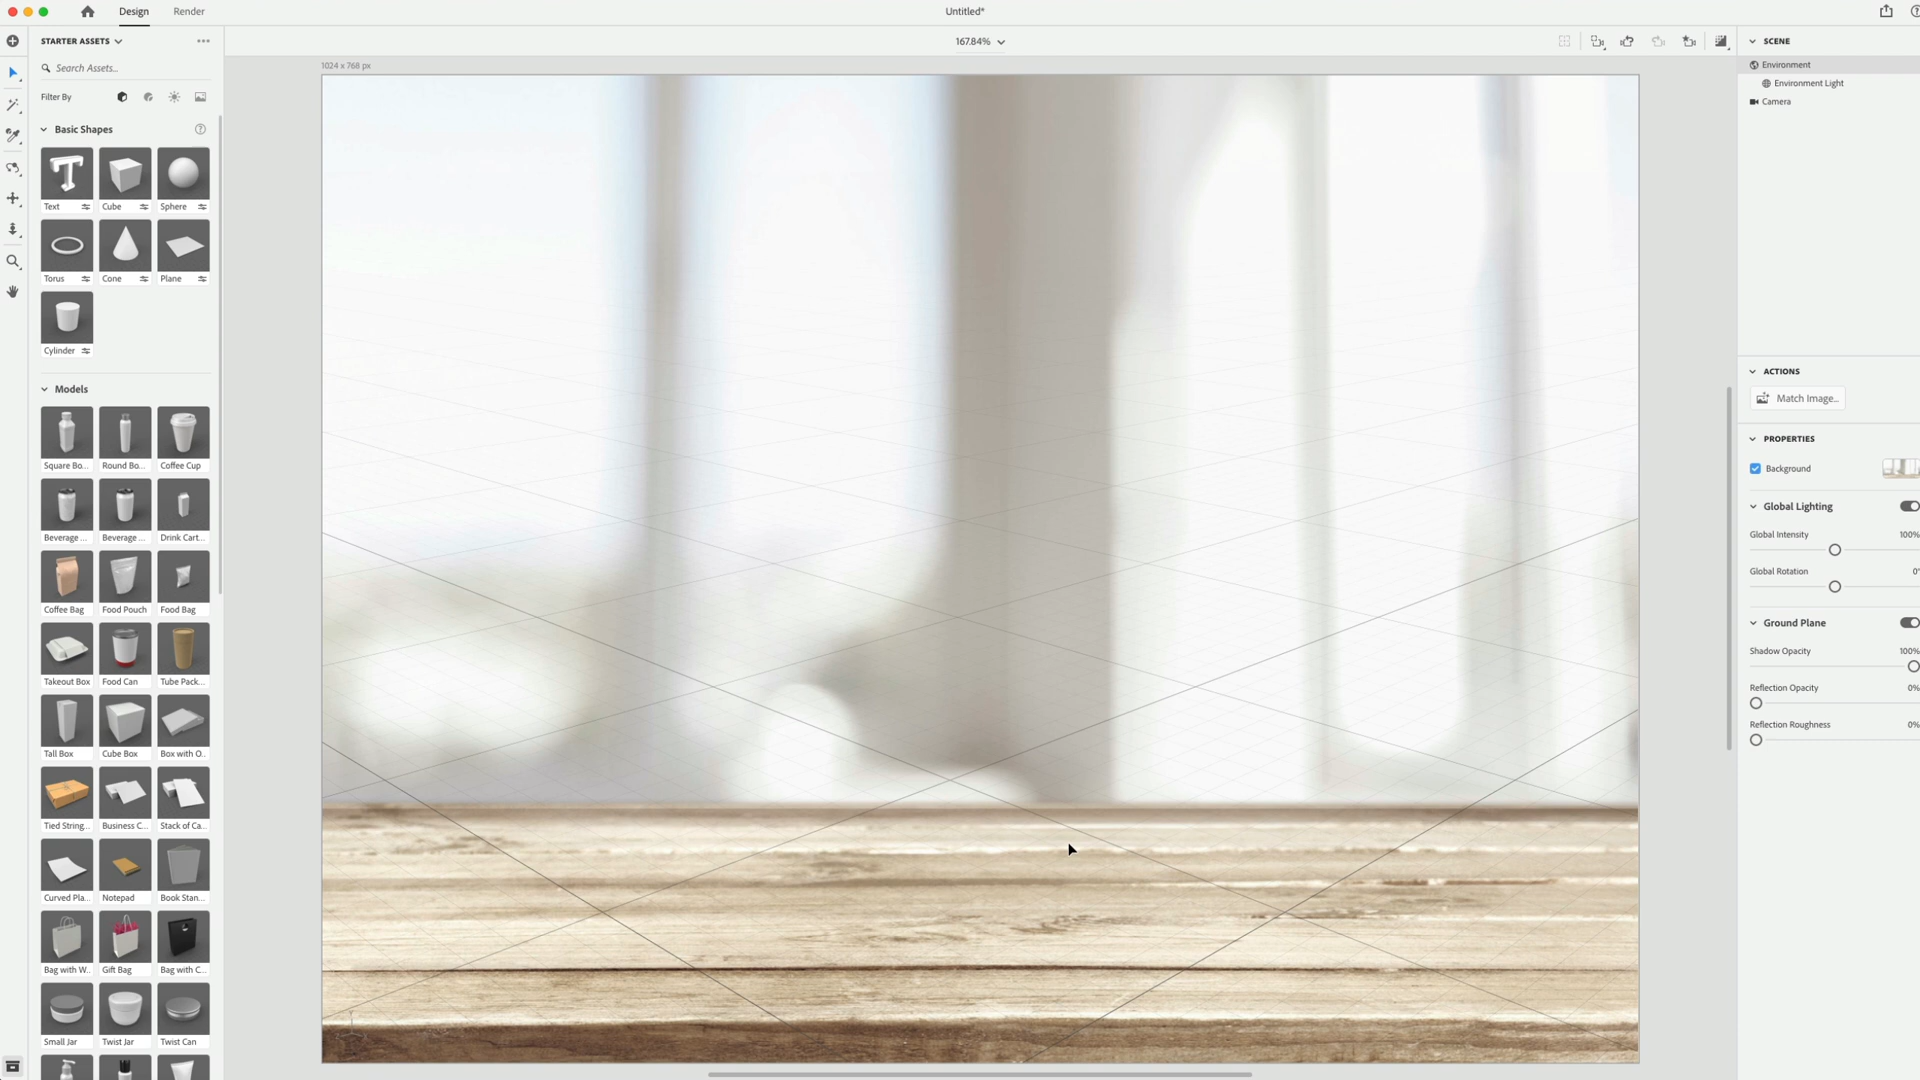 Design
Render
Untitled*
STARTER ASSETS
167.84%
SCENE
1024 x 768 px
Search Assets...
Environment
Environment Light
Filter By
Camera
Basic Shapes
Text
Cube
Sphere
Torus
Cone
Plane
Cylinder
ACTIONS
Models
Match Image...
PROPERTIES
Square Bo...
Round Bo...
Coffee Cup
Background
Global Lighting
Beverage ...
Beverage ...
Drink Cart...
Global Intensity
100%
Global Rotation
0°
Coffee Bag
Food Pouch
Food Bag
Ground Plane
Shadow Opacity
100%
Takeout Box
Food Can
Tube Pack...
Reflection Opacity
0%
Reflection Roughness
0%
Tall Box
Cube Box
Box with O...
Tied String...
Business C...
Stack of Ca...
Curved Pla...
Notepad
Book Stan...
Bag with W...
Gift Bag
Bag with C...
Small Jar
Twist Jar
Twist Can